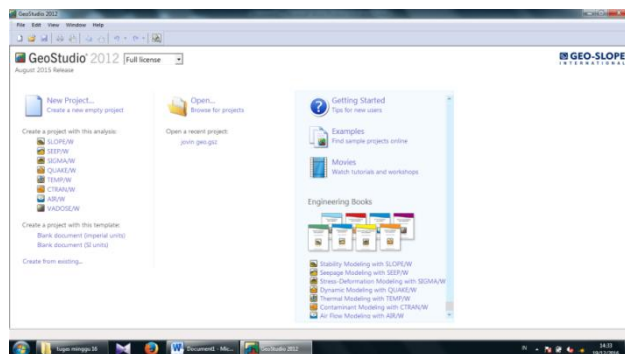 GeoStudio 2012
File Edit View Window Help
GeoStudio 2012 Full license
August 2015 Release
GEO-SLOPE
INTERNATIONAL
New Project...
Create a new empty project
Create a project with this analysis:
SLOPE/W
SEEP/W
SIGMA/W
QUAKE/W
TEMP/W
CTRAN/W
AIR/W
VADOSE/W
Create a project with this template:
Blank document (imperial units)
Blank document (SI units)
Create from existing...
Open...
Browse for projects
Open a recent project:
jovin geo.gsz
Getting Started
Tips for new users
Examples
Find sample projects online
Movies
Watch tutorials and workshops
Engineering Books
Stability Modeling with SLOPE/W
Seepage Modeling with SEEP/W
Stress-Deformation Modeling with SIGMA/W
Dynamic Modeling with QUAKE/W
Thermal Modeling with TEMP/W
Contaminant Modeling with CTRAN/W
Air Flow Modeling with AIR/W
tugas minggu 16
Document1 - Mic...
GeoStudio 2012
IN
14:33